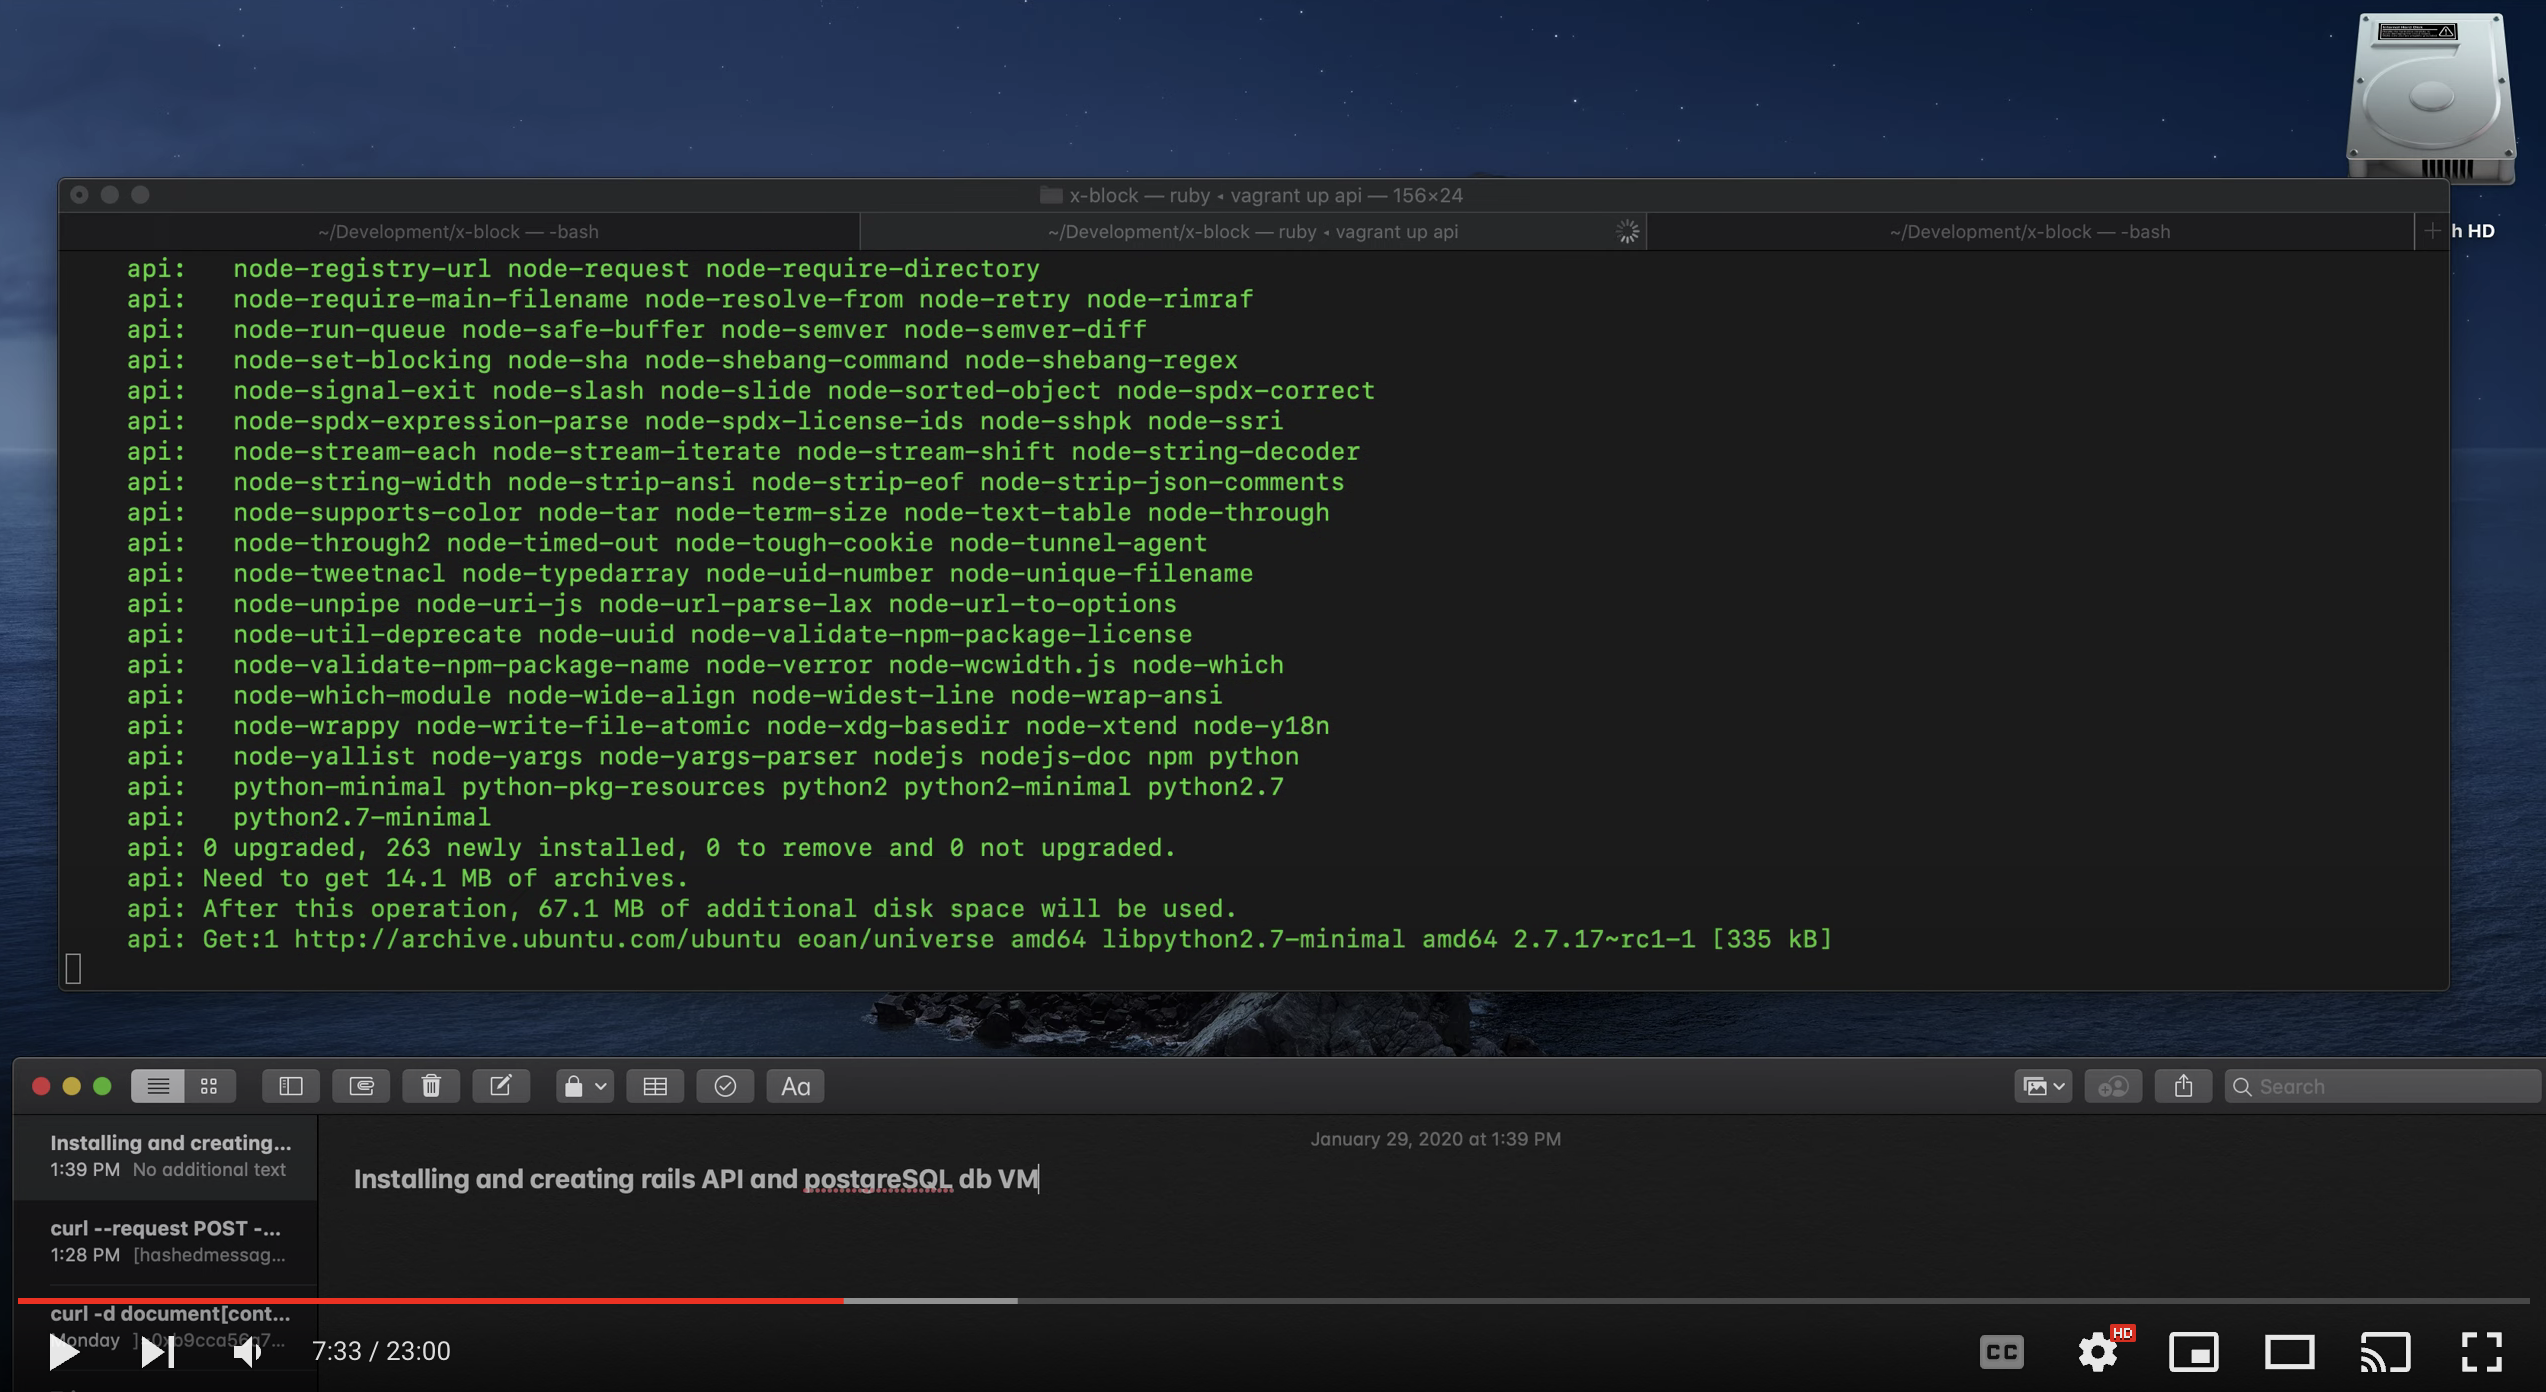 x-block — ruby ◂ vagrant up api — 156×24
~/Development/x-block — -bash
~/Development/x-block — ruby ◂ vagrant up api
~/Development/x-block — -bash
h HD
api:   node-registry-url node-request node-require-directory
api:   node-require-main-filename node-resolve-from node-retry node-rimraf
api:   node-run-queue node-safe-buffer node-semver node-semver-diff
api:   node-set-blocking node-sha node-shebang-command node-shebang-regex
api:   node-signal-exit node-slash node-slide node-sorted-object node-spdx-correct
api:   node-spdx-expression-parse node-spdx-license-ids node-sshpk node-ssri
api:   node-stream-each node-stream-iterate node-stream-shift node-string-decoder
api:   node-string-width node-strip-ansi node-strip-eof node-strip-json-comments
api:   node-supports-color node-tar node-term-size node-text-table node-through
api:   node-through2 node-timed-out node-tough-cookie node-tunnel-agent
api:   node-tweetnacl node-typedarray node-uid-number node-unique-filename
api:   node-unpipe node-uri-js node-url-parse-lax node-url-to-options
api:   node-util-deprecate node-uuid node-validate-npm-package-license
api:   node-validate-npm-package-name node-verror node-wcwidth.js node-which
api:   node-which-module node-wide-align node-widest-line node-wrap-ansi
api:   node-wrappy node-write-file-atomic node-xdg-basedir node-xtend node-y18n
api:   node-yallist node-yargs node-yargs-parser nodejs nodejs-doc npm python
api:   python-minimal python-pkg-resources python2 python2-minimal python2.7
api:   python2.7-minimal
api: 0 upgraded, 263 newly installed, 0 to remove and 0 not upgraded.
api: Need to get 14.1 MB of archives.
api: After this operation, 67.1 MB of additional disk space will be used.
api: Get:1 http://archive.ubuntu.com/ubuntu eoan/universe amd64 libpython2.7-minimal amd64 2.7.17~rc1-1 [335 kB]
Aa
Search
Installing and creating...
1:39 PM No additional text
curl --request POST -...
1:28 PM [hashedmessag...
curl -d document[cont...
Monday
January 29, 2020 at 1:39 PM
Installing and creating rails API and postgreSQL db VM
7:33 / 23:00
CC
HD